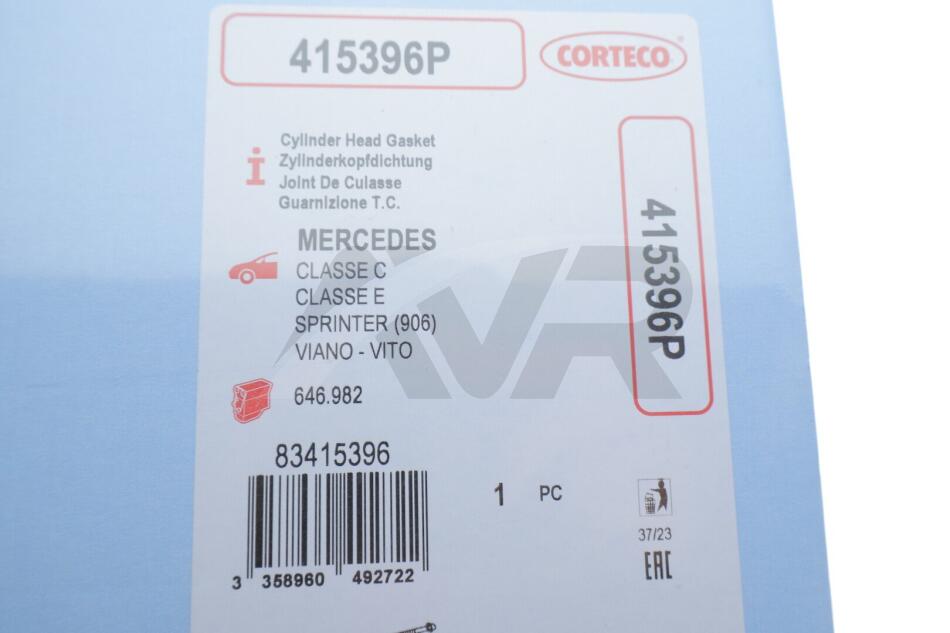 415396P
CORTECO
Cylinder Head Gasket
Zylinderkopfdichtung
Joint De Culasse
Guarnizione T.C.
MERCEDES
CLASSE C
CLASSE E
SPRINTER (906)
VIANO - VITO
646.982
83415396
3 358960 492722
1 PC
37/23
EAC
415396P
AVR